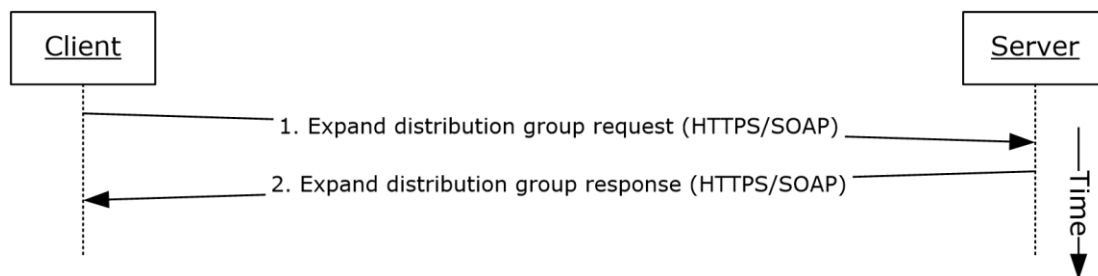 Client
Server
1. Expand distribution group request (HTTPS/SOAP)
2. Expand distribution group response (HTTPS/SOAP)
Time